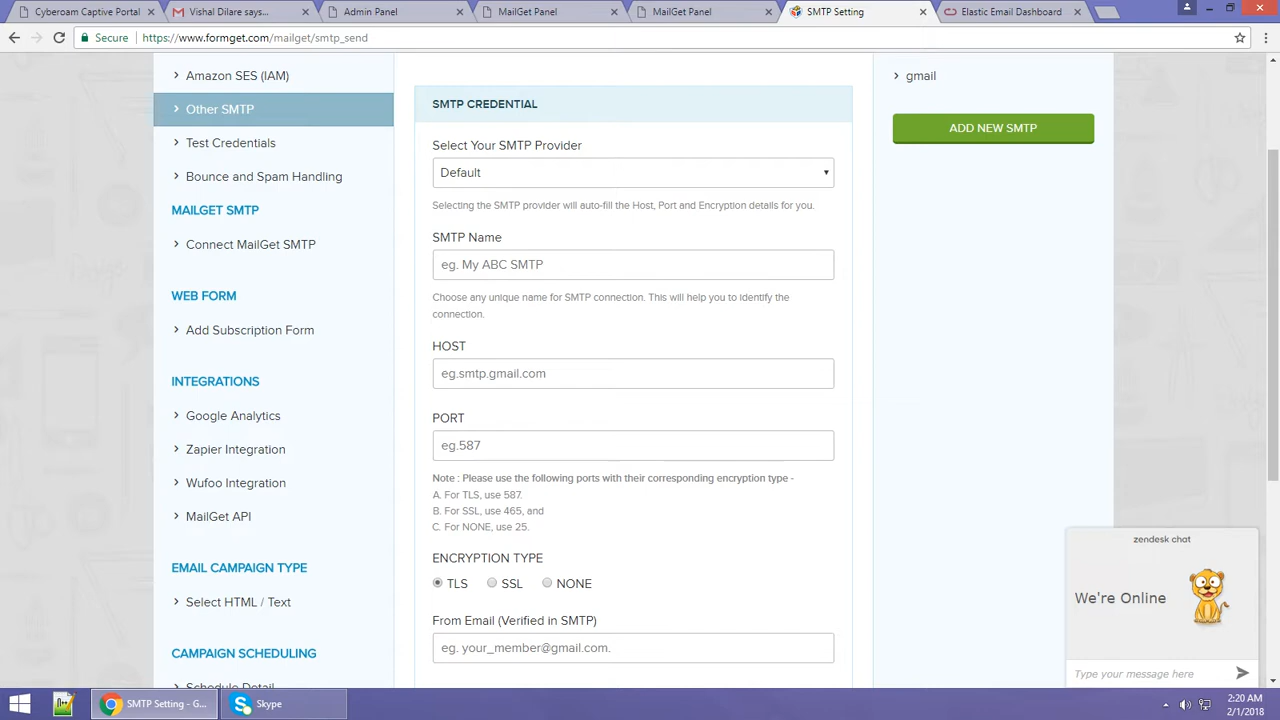 Cyberoam Captive Portal
Vishal Dilare says...
Admin Panel
MailGet Panel
MailGet Panel
SMTP Setting
Elastic Email Dashboard
Secure
https://www.formget.com/mailget/smtp_send
Amazon SES (IAM)
Other SMTP
Test Credentials
Bounce and Spam Handling
MAILGET SMTP
Connect MailGet SMTP
WEB FORM
Add Subscription Form
INTEGRATIONS
Google Analytics
Zapier Integration
Wufoo Integration
MailGet API
EMAIL CAMPAIGN TYPE
Select HTML / Text
CAMPAIGN SCHEDULING
Schedule Detail
SMTP CREDENTIAL
Select Your SMTP Provider
Default
Selecting the SMTP provider will auto-fill the Host, Port and Encryption details for you.
SMTP Name
eg. My ABC SMTP
Choose any unique name for SMTP connection. This will help you to identify the
connection.
HOST
eg.smtp.gmail.com
PORT
eg.587
Note : Please use the following ports with their corresponding encryption type -
A. For TLS, use 587.
B. For SSL, use 465, and
C. For NONE, use 25.
ENCRYPTION TYPE
TLS SSL NONE
From Email (Verified in SMTP)
eg. your_member@gmail.com.
gmail
ADD NEW SMTP
zendesk chat
We're Online
Type your message here
SMTP Setting - G...
Skype
2:20 AM
2/1/2018